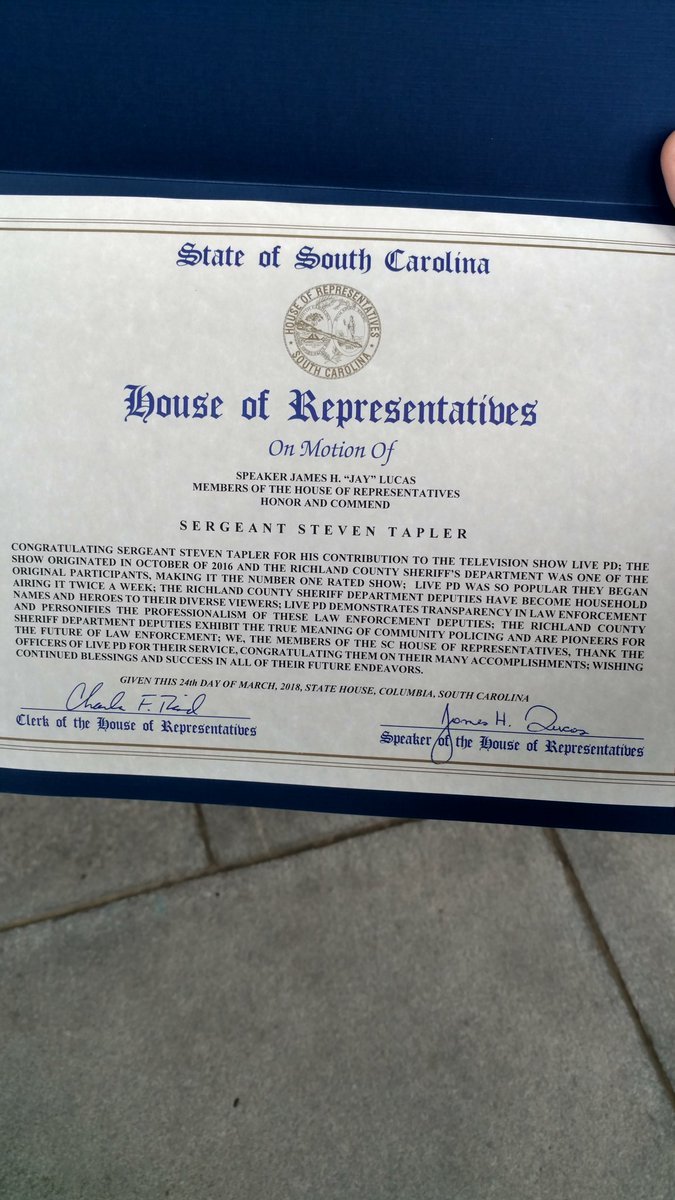 State of South Carolina
HOUSE OF REPRESENTATIVES
SOUTH CAROLINA
House of Representatives
On Motion Of
SPEAKER JAMES H. “JAY” LUCAS
MEMBERS OF THE HOUSE OF REPRESENTATIVES
HONOR AND COMMEND
SERGEANT STEVEN TAPLER
CONGRATULATING SERGEANT STEVEN TAPLER FOR HIS CONTRIBUTION TO THE TELEVISION SHOW LIVE PD; THE
SHOW ORIGINATED IN OCTOBER OF 2016 AND THE RICHLAND COUNTY SHERIFF'S DEPARTMENT WAS ONE OF THE
ORIGINAL PARTICIPANTS, MAKING IT THE NUMBER ONE RATED SHOW; LIVE PD WAS SO POPULAR THEY BEGAN
AIRING IT TWICE A WEEK; THE RICHLAND COUNTY SHERIFF DEPARTMENT DEPUTIES HAVE BECOME HOUSEHOLD
NAMES AND HEROES TO THEIR DIVERSE VIEWERS; LIVE PD DEMONSTRATES TRANSPARENCY IN LAW ENFORCEMENT
AND PERSONIFIES THE PROFESSIONALISM OF THESE LAW ENFORCEMENT DEPUTIES; THE RICHLAND COUNTY
SHERIFF DEPARTMENT DEPUTIES EXHIBIT THE TRUE MEANING OF COMMUNITY POLICING AND ARE PIONEERS FOR
THE FUTURE OF LAW ENFORCEMENT; WE, THE MEMBERS OF THE SC HOUSE OF REPRESENTATIVES, THANK THE
OFFICERS OF LIVE PD FOR THEIR SERVICE, CONGRATULATING THEM ON THEIR MANY ACCOMPLISHMENTS; WISHING
CONTINUED BLESSINGS AND SUCCESS IN ALL OF THEIR FUTURE ENDEAVORS.
GIVEN THIS 24th DAY OF MARCH, 2018, STATE HOUSE, COLUMBIA, SOUTH CAROLINA
Charles F. Reid
Clerk of the House of Representatives
James H. Lucas
Speaker of the House of Representatives